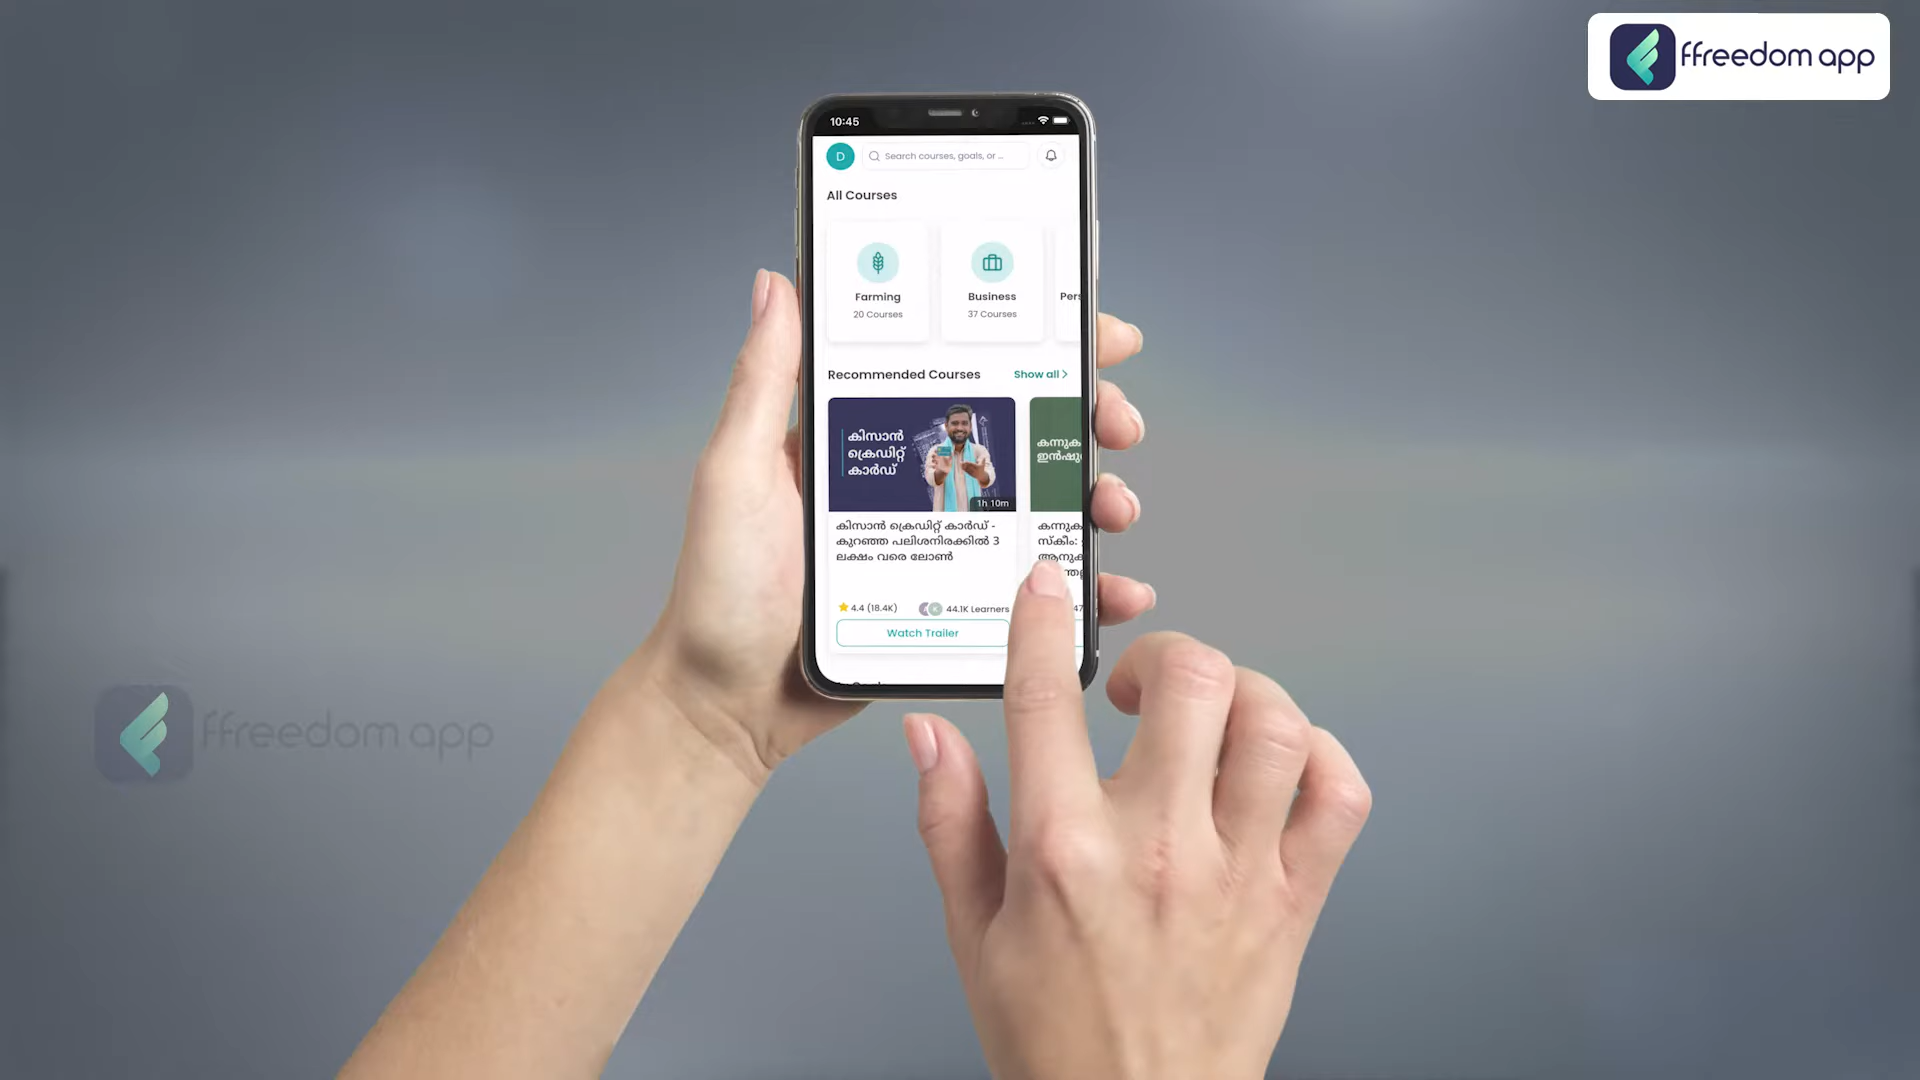 ffreedom app
10:45
D
Search courses, goals, or ...
All Courses
Farming
20 Courses
Business
37 Courses
Recommended Courses
Show all
കിസാൻ
ക്രെഡിറ്റ്
കാർഡ്
1h 10m
കിസാൻ ക്രെഡിറ്റ് കാർഡ് -
കുറഞ്ഞ പലിശനിരക്കിൽ 3
ലക്ഷം വരെ ലോൺ
സ്കീം:
4.4 (18.4K)
K
44.1K Learners
Watch Trailer
ffreedom app